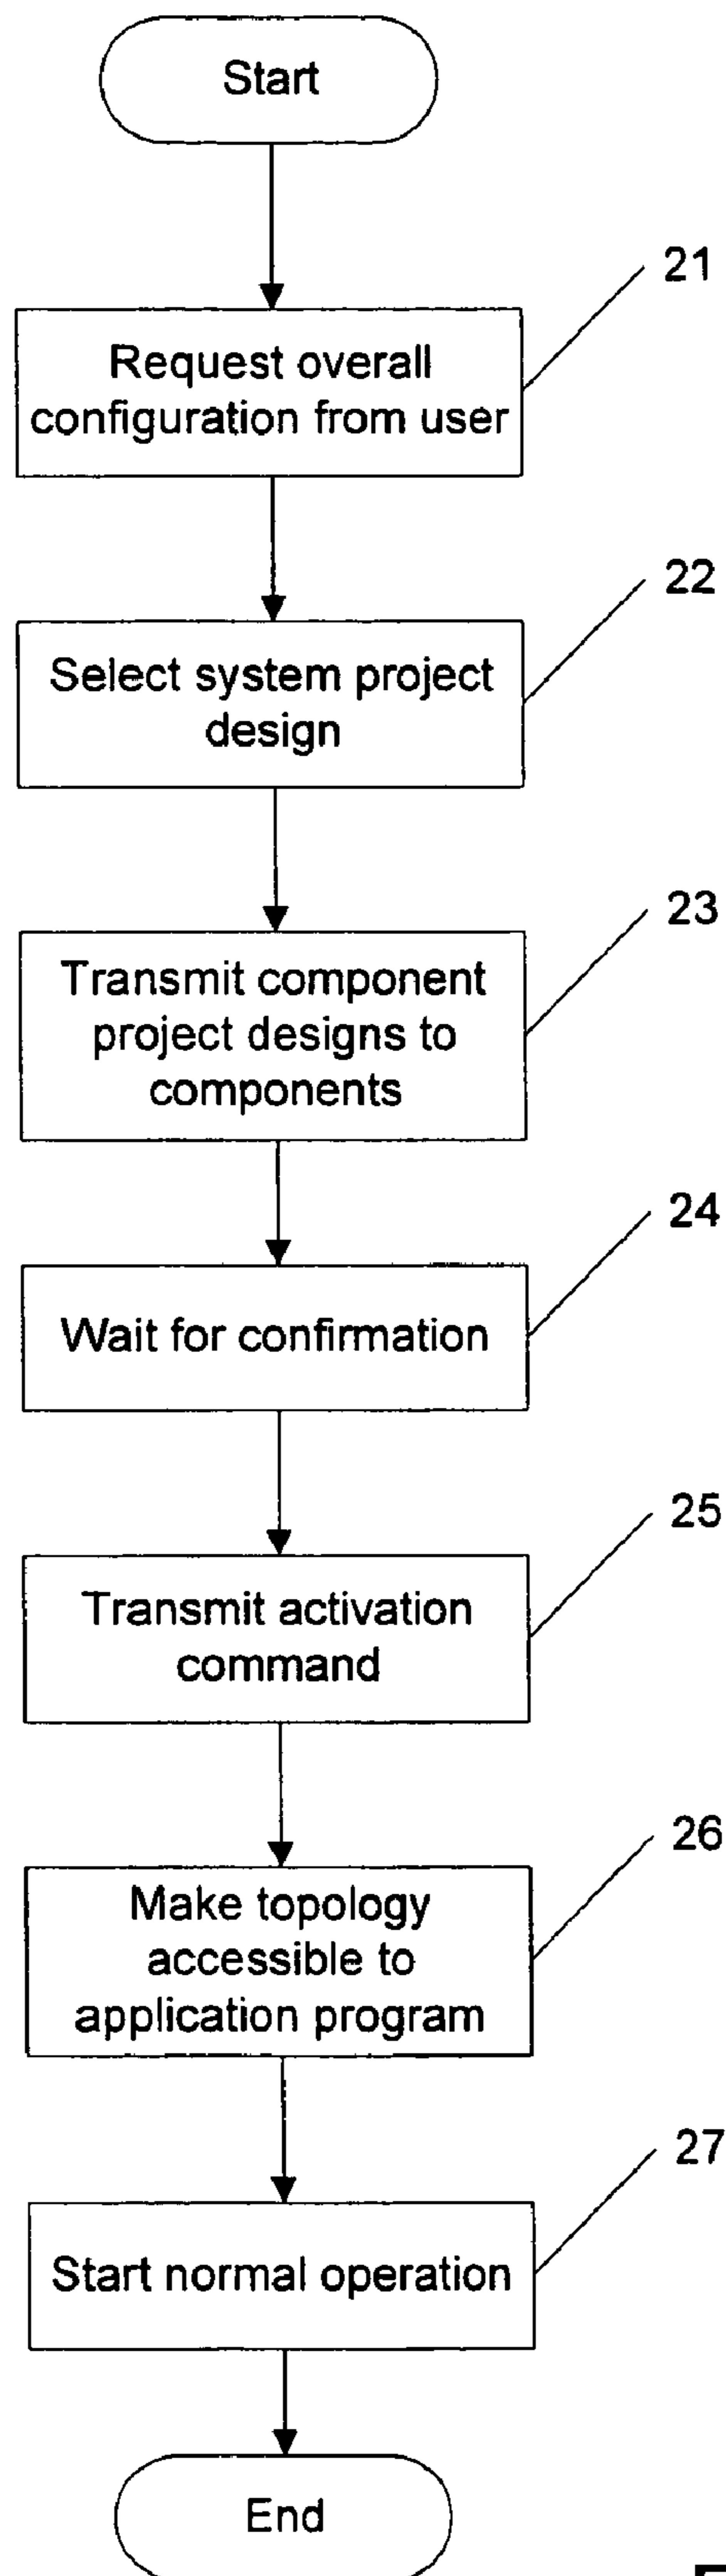 Start
21
Request overall
configuration from user
22
Select system project
design
23
Transmit component
project designs to
components
24
Wait for confirmation
25
Transmit activation
command
26
Make topology
accessible to
application program
27
Start normal operation
End